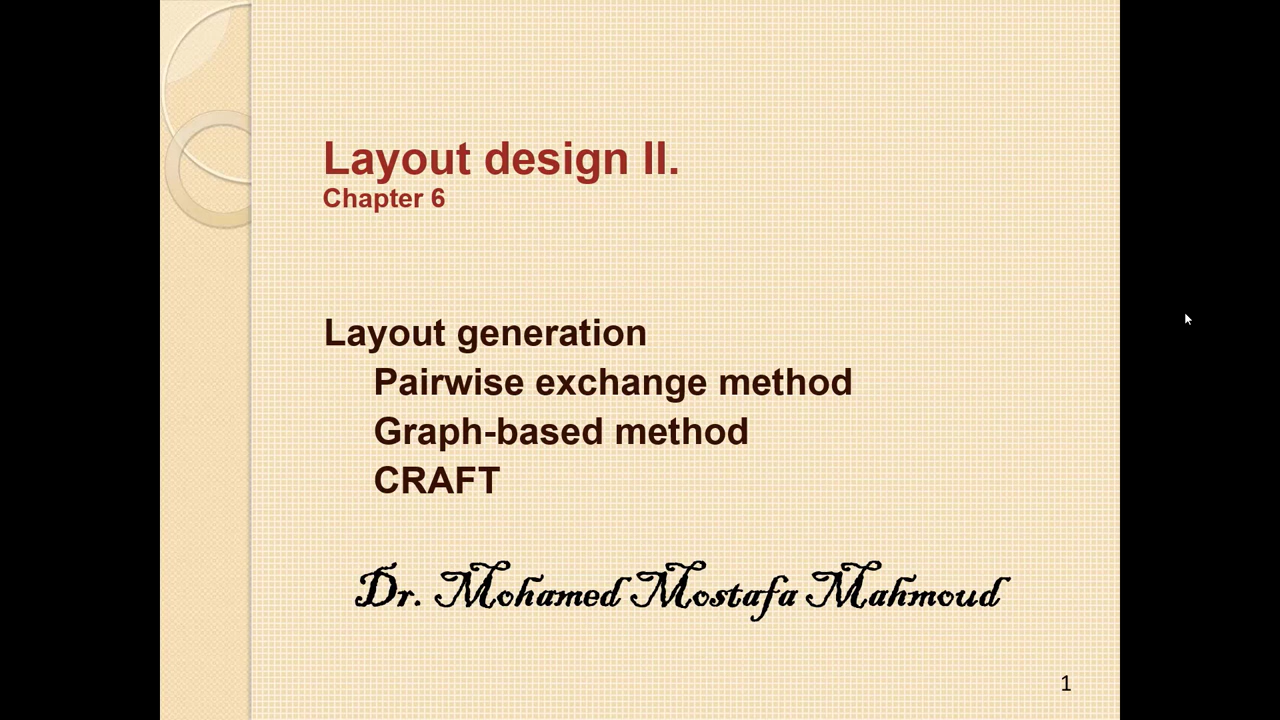 Layout design II.
Chapter 6
Layout generation
Pairwise exchange method
Graph-based method
CRAFT
Dr. Mohamed Mostafa Mahmoud
1